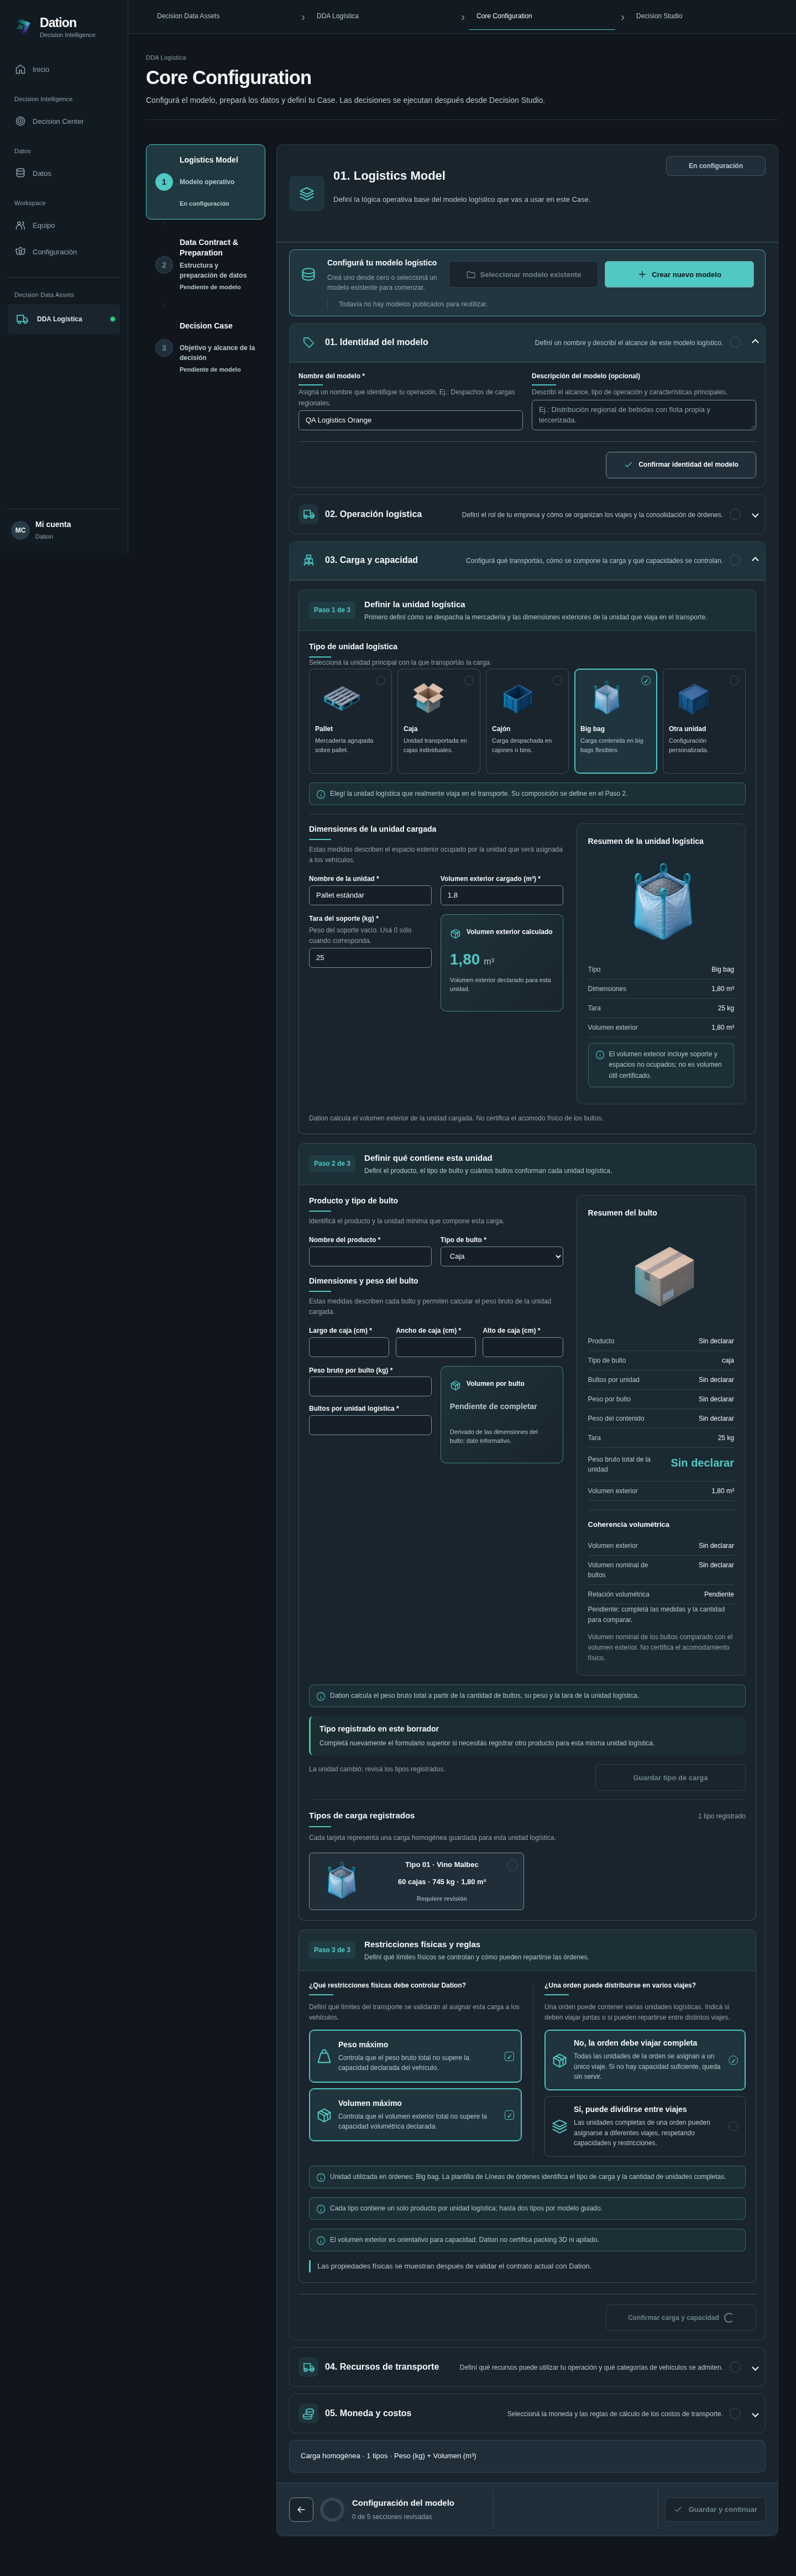 Dation
Decision Intelligence
Inicio
Decision Intelligence
Decision Center
Datos
Datos
Workspace
Equipo
Configuración
Decision Data Assets
DDA Logística
MC
Mi cuenta
Dation
Decision Data Assets
DDA Logística
Core Configuration
Decision Studio
DDA Logística
Core Configuration
Configurá el modelo, prepará los datos y definí tu Case. Las decisiones se ejecutan después desde Decision Studio.
Logistics Model
1
Modelo operativo
En configuración
Data Contract &
Preparation
2
Estructura y
preparación de datos
Pendiente de modelo
Decision Case
3
Objetivo y alcance de la
decisión
Pendiente de modelo
01. Logistics Model
Definí la lógica operativa base del modelo logístico que vas a usar en este Case.
En configuración
Configurá tu modelo logístico
Creá uno desde cero o seleccioná un
modelo existente para comenzar.
Seleccionar modelo existente
Crear nuevo modelo
Todavía no hay modelos publicados para reutilizar.
01. Identidad del modelo
Definí un nombre y describí el alcance de este modelo logístico.
Nombre del modelo *
Asigná un nombre que identifique tu operación. Ej.: Despachos de cargas
regionales.
QA Logistics Orange
Descripción del modelo (opcional)
Describí el alcance, tipo de operación y características principales.
Ej.: Distribución regional de bebidas con flota propia y
tercerizada.
Confirmar identidad del modelo
02. Operación logística
Definí el rol de tu empresa y cómo se organizan los viajes y la consolidación de órdenes.
03. Carga y capacidad
Configurá qué transportás, cómo se compone la carga y qué capacidades se controlan.
Paso 1 de 3
Definir la unidad logística
Primero definí cómo se despacha la mercadería y las dimensiones exteriores de la unidad que viaja en el transporte.
Tipo de unidad logística
Seleccioná la unidad principal con la que transportás la carga.
Pallet
Mercadería agrupada
sobre pallet.
Caja
Unidad transportada en
cajas individuales.
Cajón
Carga despachada en
cajones o bins.
Big bag
Carga contenida en big
bags flexibles.
Otra unidad
Configuración
personalizada.
Elegí la unidad logística que realmente viaja en el transporte. Su composición se define en el Paso 2.
Dimensiones de la unidad cargada
Estas medidas describen el espacio exterior ocupado por la unidad que será asignada
a los vehículos.
Nombre de la unidad *
Pallet estándar
Volumen exterior cargado (m³) *
1.8
Tara del soporte (kg) *
Peso del soporte vacío. Usá 0 sólo
cuando corresponda.
25
Volumen exterior calculado
1,80 m³
Volumen exterior declarado para esta
unidad.
Resumen de la unidad logística
Tipo
Big bag
Dimensiones
1,80 m³
Tara
25 kg
Volumen exterior
1,80 m³
El volumen exterior incluye soporte y
espacios no ocupados; no es volumen
útil certificado.
Dation calcula el volumen exterior de la unidad cargada. No certifica el acomodo físico de los bultos.
Paso 2 de 3
Definir qué contiene esta unidad
Definí el producto, el tipo de bulto y cuántos bultos conforman cada unidad logística.
Producto y tipo de bulto
Identificá el producto y la unidad mínima que compone esta carga.
Nombre del producto *
Tipo de bulto *
Caja
Dimensiones y peso del bulto
Estas medidas describen cada bulto y permiten calcular el peso bruto de la unidad
cargada.
Largo de caja (cm) *
Ancho de caja (cm) *
Alto de caja (cm) *
Peso bruto por bulto (kg) *
Bultos por unidad logística *
Volumen por bulto
Pendiente de completar
Derivado de las dimensiones del
bulto; dato informativo.
Resumen del bulto
Producto
Sin declarar
Tipo de bulto
caja
Bultos por unidad
Sin declarar
Peso por bulto
Sin declarar
Peso del contenido
Sin declarar
Tara
25 kg
Peso bruto total de la
unidad
Sin declarar
Volumen exterior
1,80 m³
Coherencia volumétrica
Volumen exterior
Sin declarar
Volumen nominal de
bultos
Sin declarar
Relación volumétrica
Pendiente
Pendiente: completá las medidas y la cantidad
para comparar.
Volumen nominal de los bultos comparado con el
volumen exterior. No certifica el acomodamiento
físico.
Dation calcula el peso bruto total a partir de la cantidad de bultos, su peso y la tara de la unidad logística.
Tipo registrado en este borrador
Completá nuevamente el formulario superior si necesitás registrar otro producto para esta misma unidad logística.
La unidad cambió; revisá los tipos registrados.
Guardar tipo de carga
Tipos de carga registrados
1 tipo registrado
Cada tarjeta representa una carga homogénea guardada para esta unidad logística.
Tipo 01 · Vino Malbec
60 cajas · 745 kg · 1,80 m³
Requiere revisión
Paso 3 de 3
Restricciones físicas y reglas
Definí qué límites físicos se controlan y cómo pueden repartirse las órdenes.
¿Qué restricciones físicas debe controlar Dation?
Definí qué límites del transporte se validarán al asignar esta carga a los
vehículos.
Peso máximo
Controla que el peso bruto total no supere la
capacidad declarada del vehículo.
Volumen máximo
Controla que el volumen exterior total no supere la
capacidad volumétrica declarada.
¿Una orden puede distribuirse en varios viajes?
Una orden puede contener varias unidades logísticas. Indicá si
deben viajar juntas o si pueden repartirse entre distintos viajes.
No, la orden debe viajar completa
Todas las unidades de la orden se asignan a un
único viaje. Si no hay capacidad suficiente, queda
sin servir.
Sí, puede dividirse entre viajes
Las unidades completas de una orden pueden
asignarse a diferentes viajes, respetando
capacidades y restricciones.
Unidad utilizada en órdenes: Big bag. La plantilla de Líneas de órdenes identifica el tipo de carga y la cantidad de unidades completas.
Cada tipo contiene un solo producto por unidad logística; hasta dos tipos por modelo guiado.
El volumen exterior es orientativo para capacidad; Dation no certifica packing 3D ni apilado.
Las propiedades físicas se muestran después de validar el contrato actual con Dation.
Confirmar carga y capacidad
04. Recursos de transporte
Definí qué recursos puede utilizar tu operación y qué categorías de vehículos se admiten.
05. Moneda y costos
Seleccioná la moneda y las reglas de cálculo de los costos de transporte.
Carga homogénea · 1 tipos · Peso (kg) + Volumen (m³)
Configuración del modelo
0 de 5 secciones revisadas
Guardar y continuar